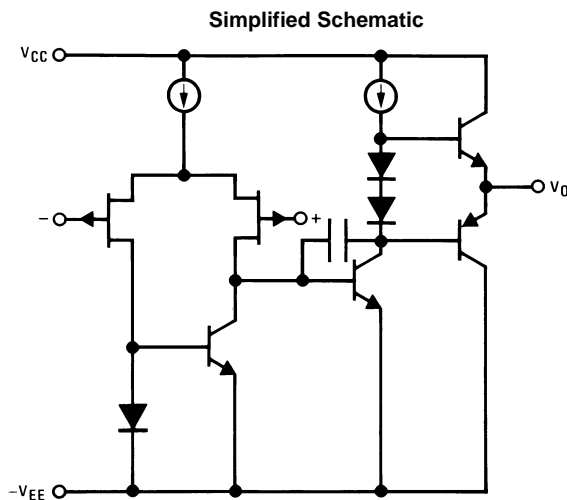 Simplified Schematic
VCC
−
+
VO
−VEE